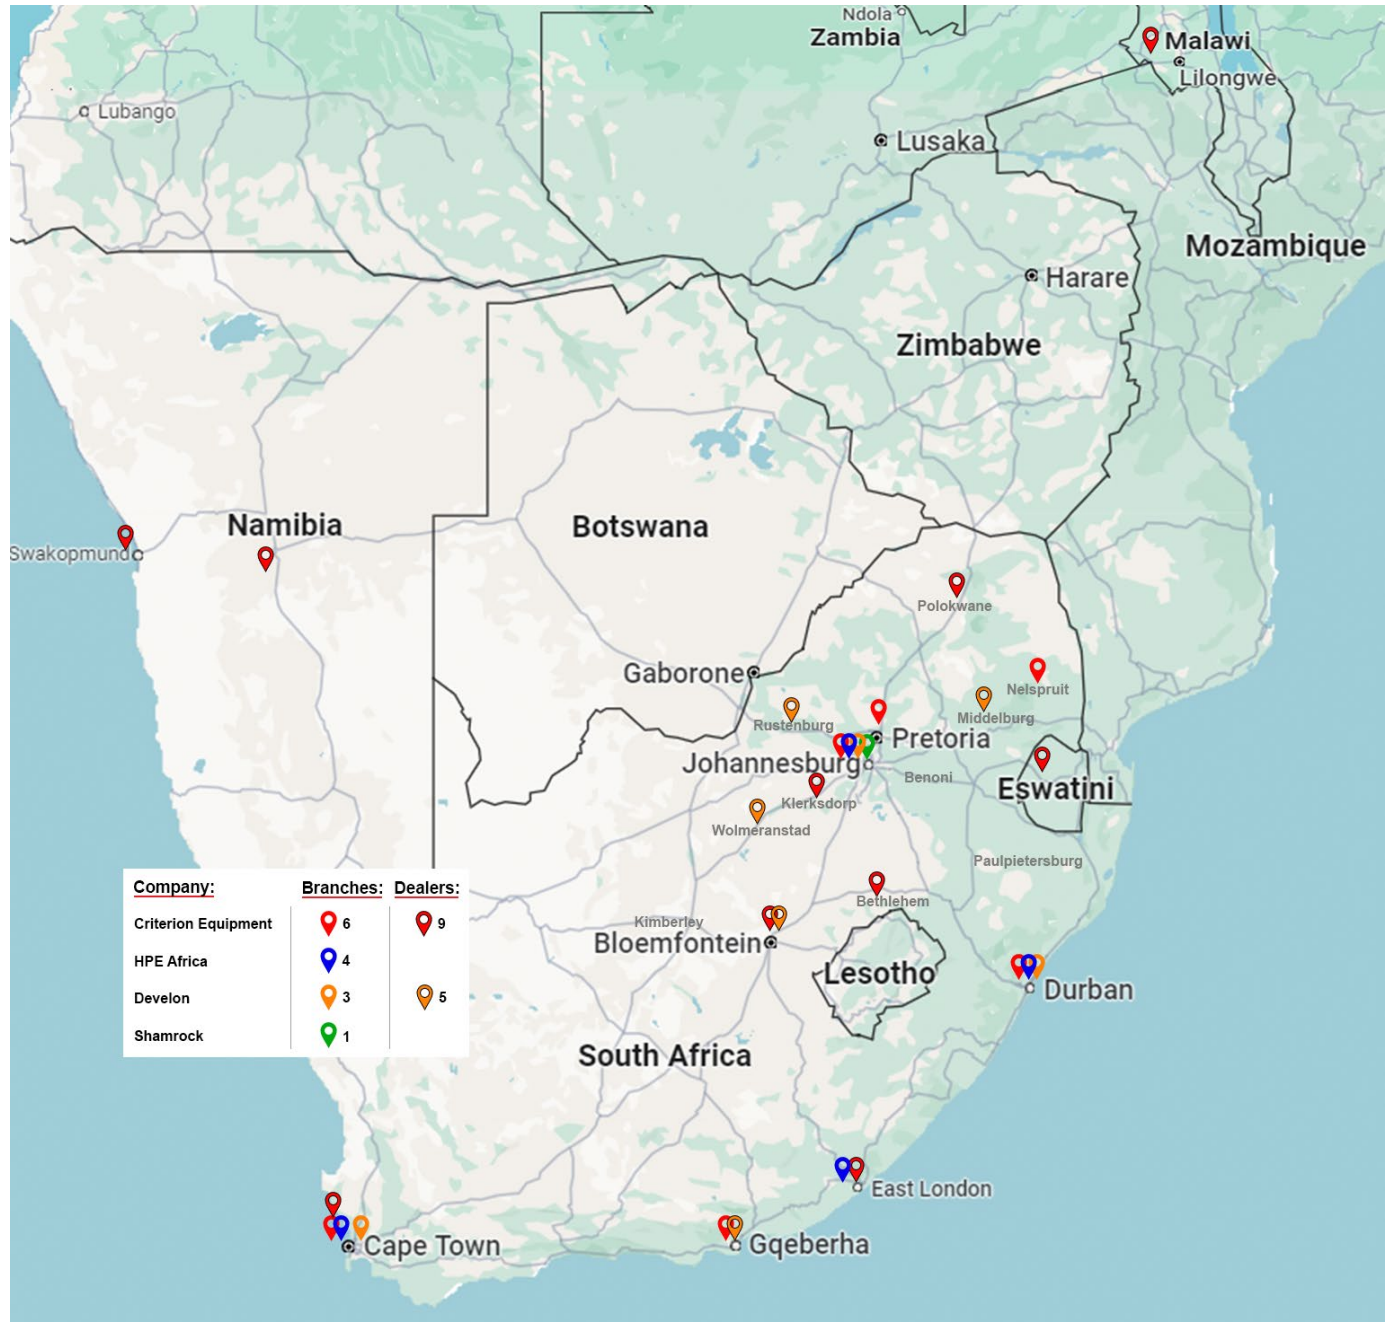 Ndola
Zambia
Malawi
Lilongwe
Lubango
Lusaka
Mozambique
Harare
Zimbabwe
Namibia
Botswana
Swakopmund
Polokwane
Gaborone
Nelspruit
Rustenburg
Middelburg
Pretoria
Johannesburg
Benoni
Eswatini
Klerksdorp
Wolmeranstad
Paulpietersburg
Company: Branches: Dealers:
Criterion Equipment 6 9
HPE Africa 4
Develon 3 5
Shamrock 1
Bethlehem
Kimberley
Bloemfontein
Lesotho
Durban
South Africa
East London
Cape Town
Gqeberha